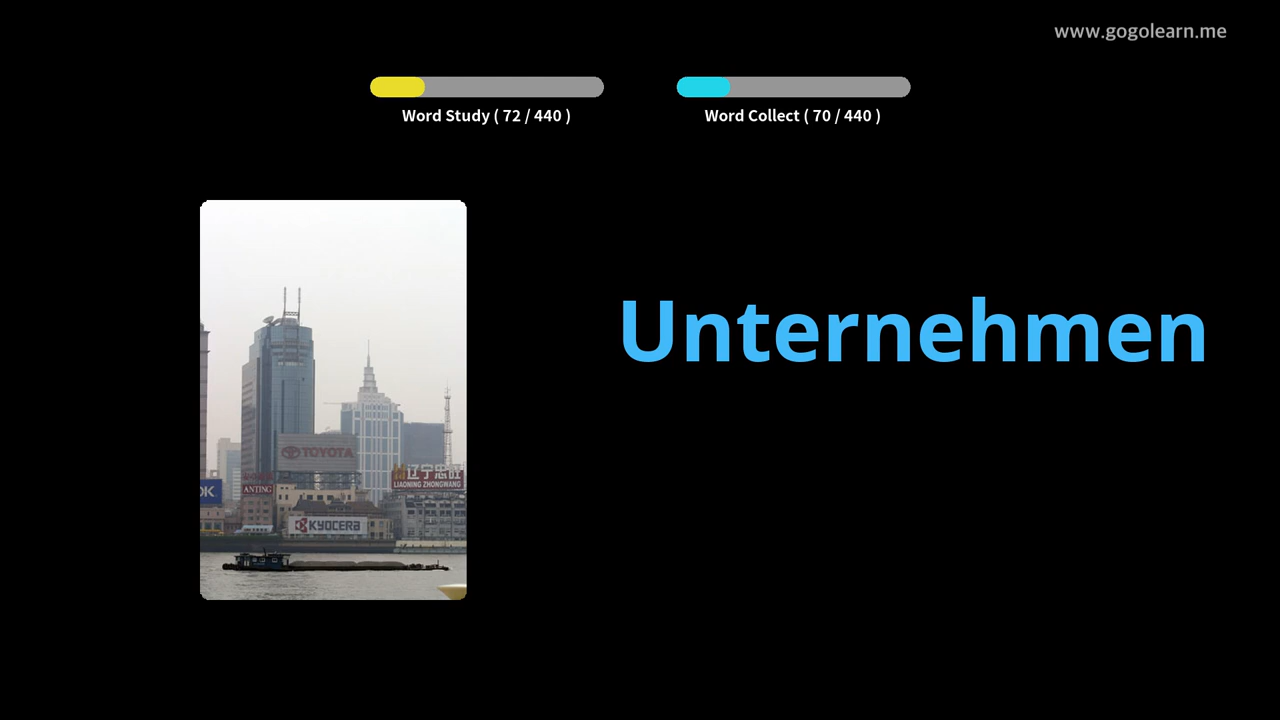 www.gogolearn.me
Word Study ( 72 / 440 )
Word Collect ( 70 / 440 )
Unternehmen
TOYOTA
辽宁忠旺
LIAONING ZHONGWANG
OK
ANTING
KYOCERA